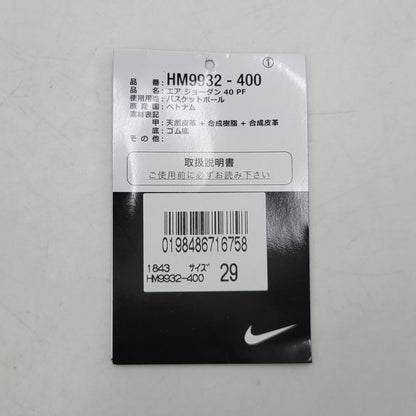 ①
品 番: HM9932 - 400
品 名: エア ジョーダン 40 PF
使用用途: バスケットボール
原 産 国: ベトナム
素材表記
甲: 天然皮革 + 合成樹脂 + 合成皮革
底: ゴム底
そ の 他:
取扱説明書
ご使用前に必ずお読み下さい
0198486716758
1843 サイズ 29
HM9932-400